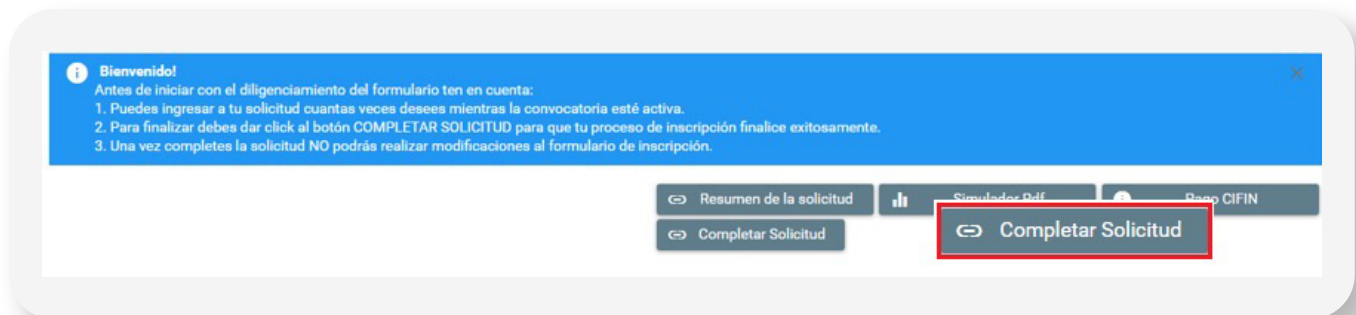 Bienvenido!
Antes de iniciar con el diligenciamiento del formulario ten en cuenta:
1. Puedes ingresar a tu solicitud cuantas veces desees mientras la convocatoria esté activa.
2. Para finalizar debes dar click al botón COMPLETAR SOLICITUD para que tu proceso de inscripción finalice exitosamente.
3. Una vez completes la solicitud NO podrás realizar modificaciones al formulario de inscripción.
Resumen de la solicitud
Simulador Pdf
Pago CIFIN
Completar Solicitud
Completar Solicitud